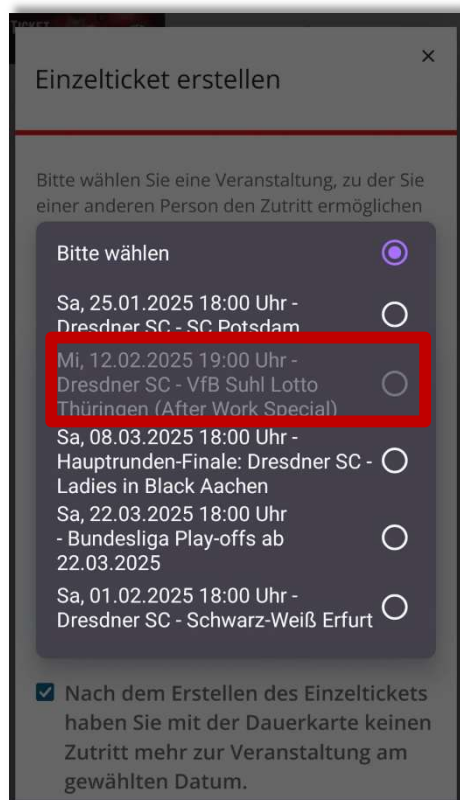 TICKET
×
Einzelticket erstellen
Bitte wählen Sie eine Veranstaltung, zu der Sie
einer anderen Person den Zutritt ermöglichen
Bitte wählen
Sa, 25.01.2025 18:00 Uhr -
Dresdner SC - SC Potsdam
Mi, 12.02.2025 19:00 Uhr -
Dresdner SC - VfB Suhl Lotto
Thüringen (After Work Special)
Sa, 08.03.2025 18:00 Uhr -
Hauptrunden-Finale: Dresdner SC -
Ladies in Black Aachen
Sa, 22.03.2025 18:00 Uhr
- Bundesliga Play-offs ab
22.03.2025
Sa, 01.02.2025 18:00 Uhr -
Dresdner SC - Schwarz-Weiß Erfurt
Nach dem Erstellen des Einzeltickets
haben Sie mit der Dauerkarte keinen
Zutritt mehr zur Veranstaltung am
gewählten Datum.